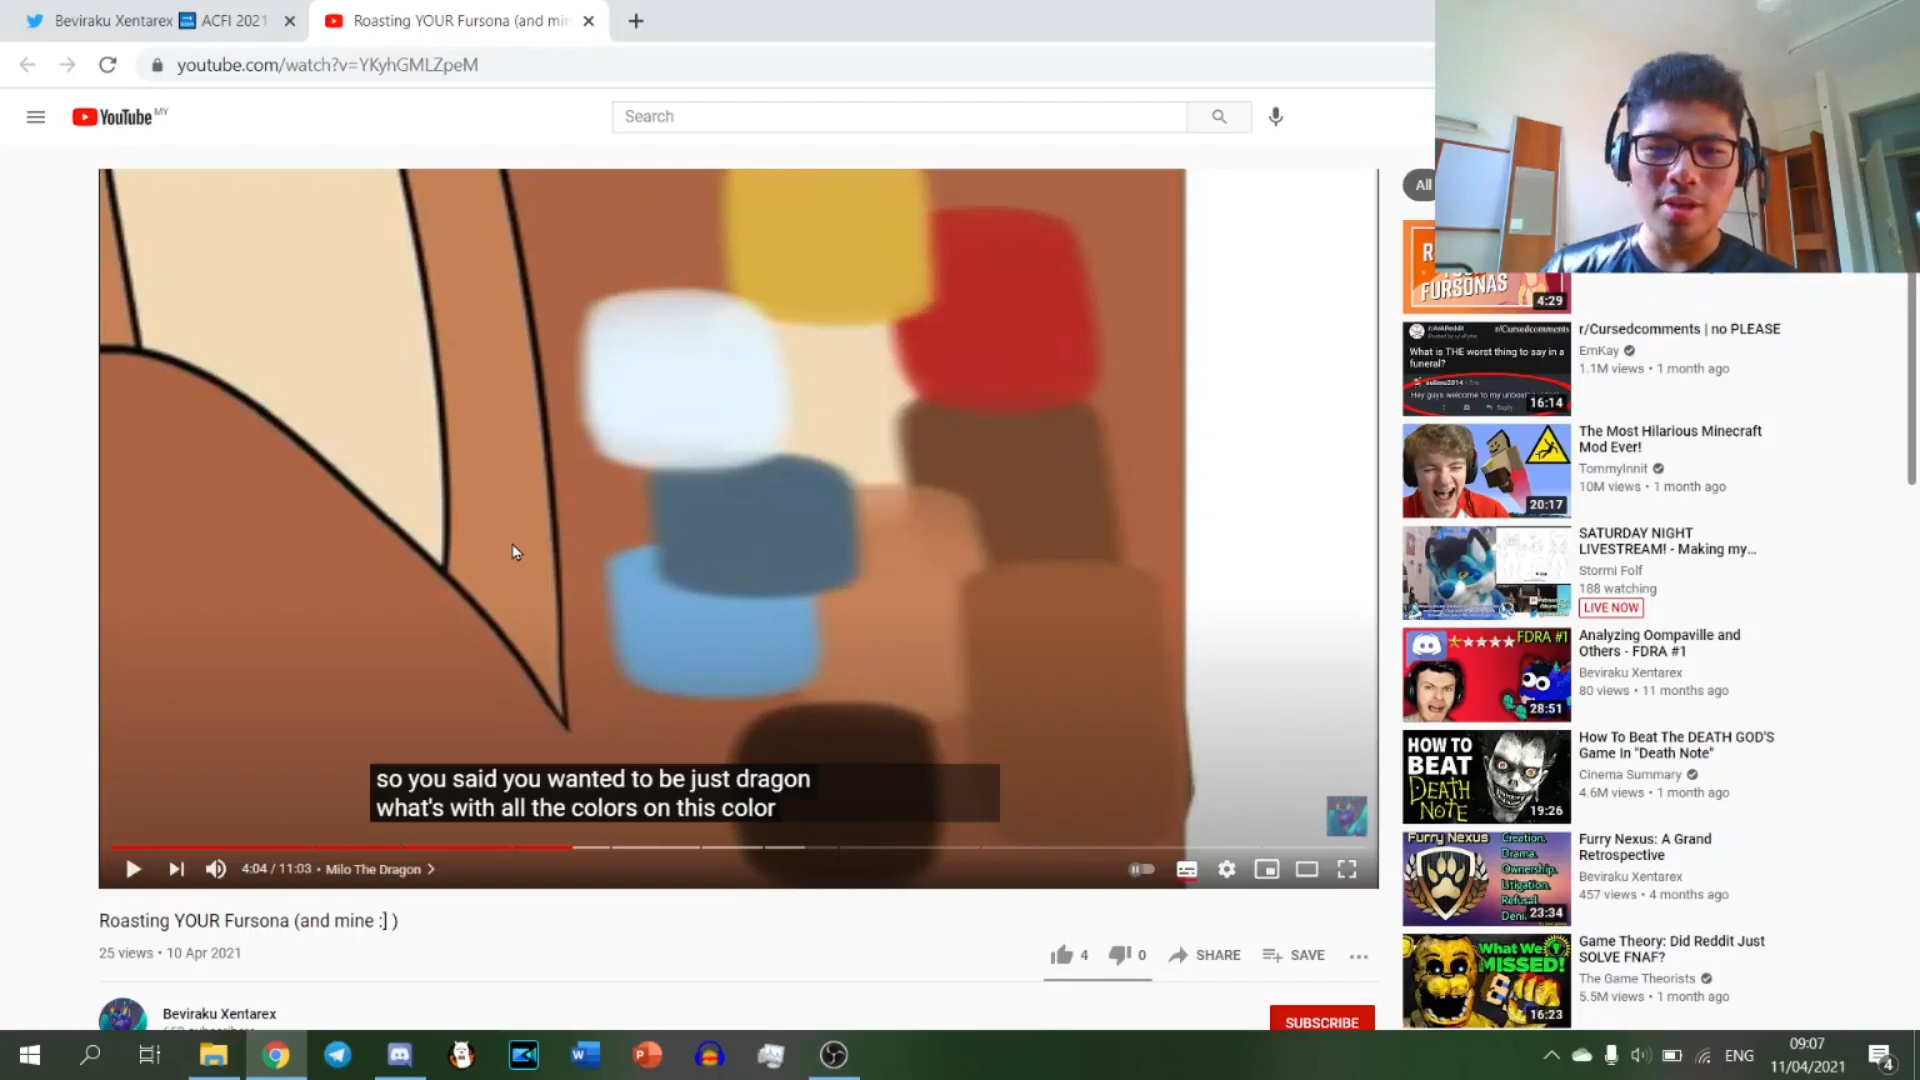 Beviraku Xentarex ACFI 2021
Roasting YOUR Fursona (and min
youtube.com/watch?v=YKyhGMLZpeM
YouTube MY
Search
All
FURSONAS
4:29
r/AskReddit r/Cursedcomments
What is THE worst thing to say in a
funeral?
16:14
r/Cursedcomments | no PLEASE
EmKay
1.1M views • 1 month ago
20:17
The Most Hilarious Minecraft
Mod Ever!
TommyInnit
10M views • 1 month ago
SATURDAY NIGHT
LIVESTREAM! - Making my...
Stormi Folf
188 watching
LIVE NOW
FDRA #1
28:51
Analyzing Oompaville and
Others - FDRA #1
Beviraku Xentarex
80 views • 11 months ago
HOW TO
BEAT
DEATH
NOTE
19:26
How To Beat The DEATH GOD'S
Game In "Death Note"
Cinema Summary
4.6M views • 1 month ago
Furry Nexus: Creation.
Drama.
Ownership.
Litigation.
Refusal
23:34
Furry Nexus: A Grand
Retrospective
Beviraku Xentarex
457 views • 4 months ago
What We
MISSED!
16:23
Game Theory: Did Reddit Just
SOLVE FNAF?
The Game Theorists
5.5M views • 1 month ago
so you said you wanted to be just dragon
what's with all the colors on this color
4:04 / 11:03 • Milo The Dragon
Roasting YOUR Fursona (and mine :] )
25 views • 10 Apr 2021
4
0
SHARE
SAVE
Beviraku Xentarex
SUBSCRIBE
ENG
09:07
11/04/2021
4